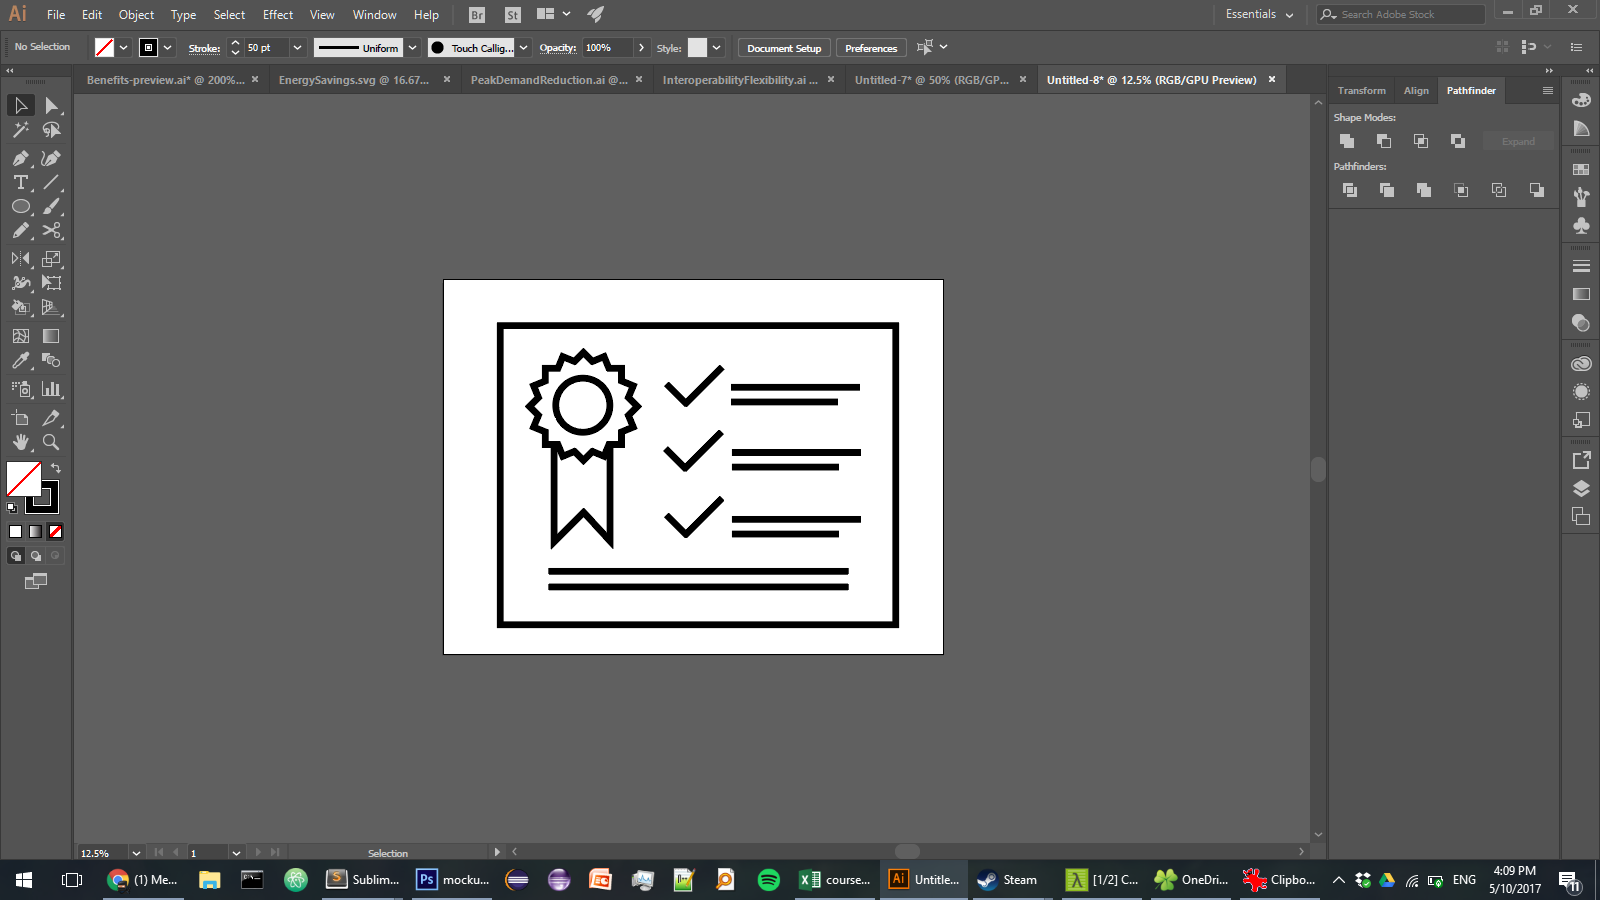 Ai File Edit Object Type Select Effect View Window Help Br St Essentials Search Adobe Stock
No Selection Stroke: 50 pt Uniform Touch Callig... Opacity: 100% Style: Document Setup Preferences
Benefits-preview.ai* @ 200%... EnergySavings.svg @ 16.67... PeakDemandReduction.ai @... InteroperabilityFlexibility.ai ... Untitled-7* @ 50% (RGB/GP... Untitled-8* @ 12.5% (RGB/GPU Preview)
Transform Align Pathfinder
Shape Modes:
Expand
Pathfinders:
12.5% 1 Selection
(1) Me... Sublim... Ps mocku... course... Ai Untitle... Steam [1/2] C... OneDri... Clipbo... ENG 4:09 PM
5/10/2017
11